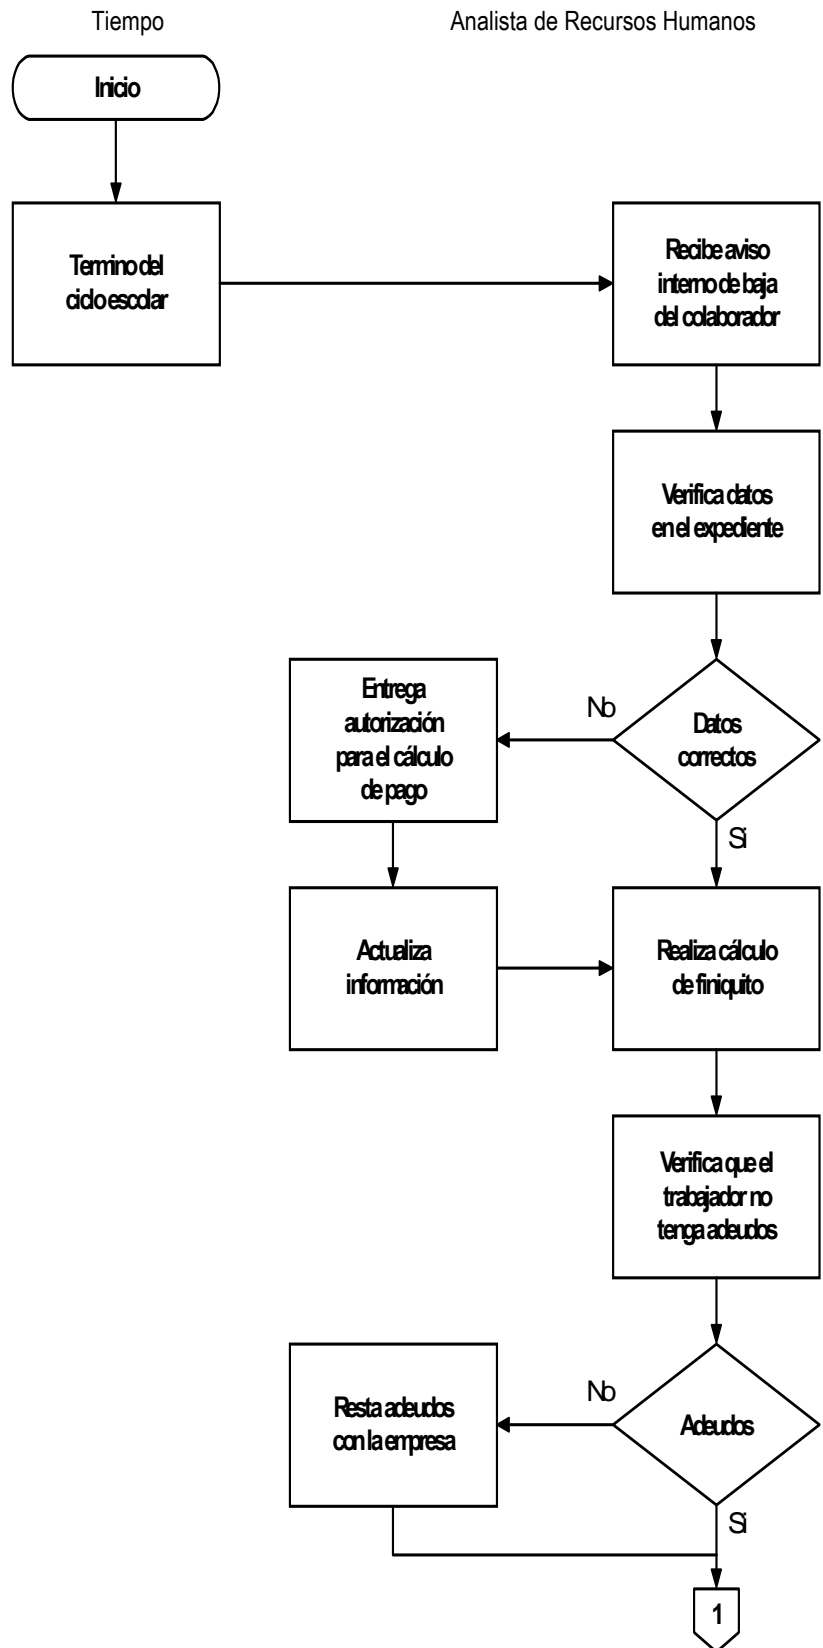 Tiempo
Analista de Recursos Humanos
Inicio
Termino del
ciclo escolar
Recibe aviso
interno de baja
del colaborador
Verifica datos
en el expediente
Entrega
autorización
para el cálculo
de pago
No
Datos
correctos
Si
Actualiza
información
Realiza cálculo
de finiquito
Verifica que el
trabajador no
tenga adeudos
Resta adeudos
con la empresa
No
Adeudos
Si
1